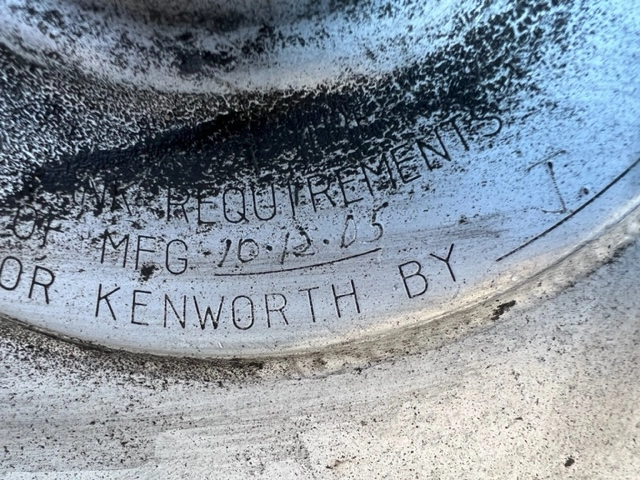 REQUIREMENTS
OF MFG 10·12·05
OR KENWORTH BY